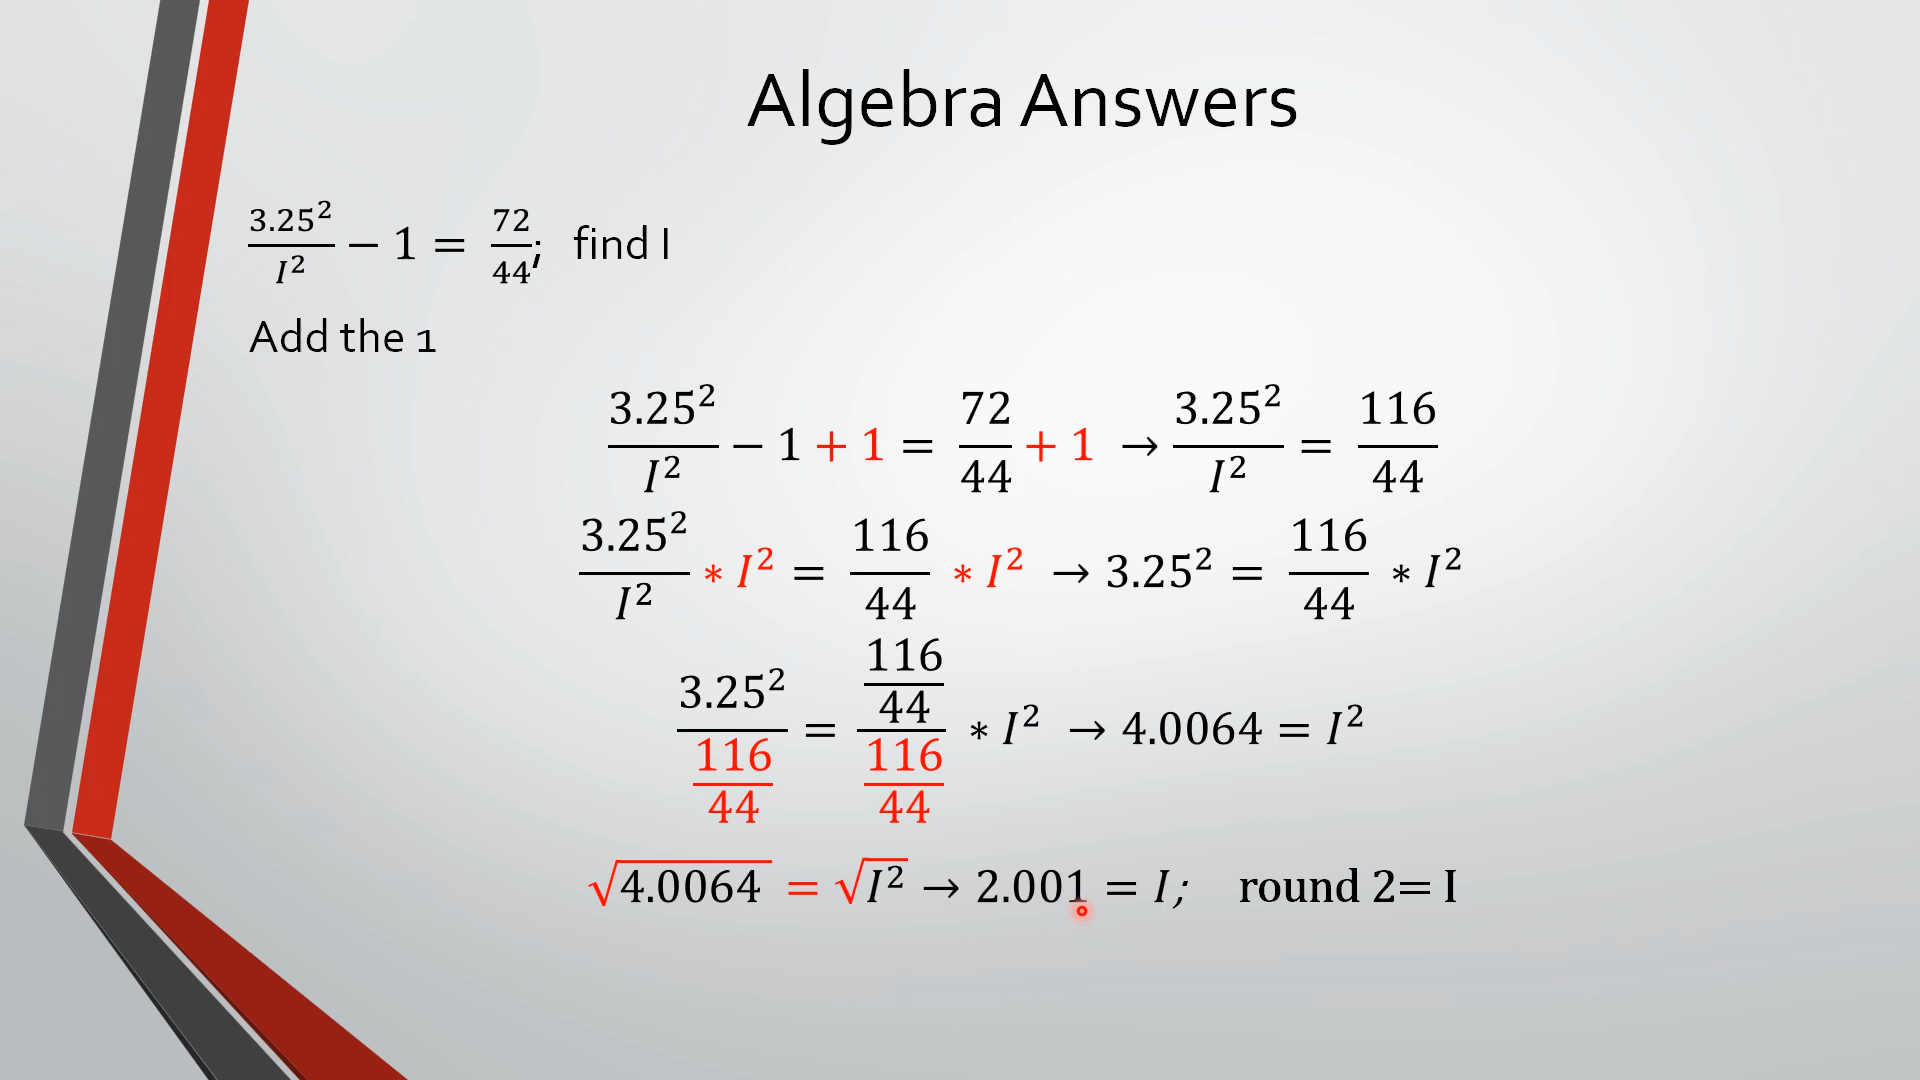 Algebra Answers
3.25²/I² − 1 = 72/44; find I
Add the 1
3.25²/I² − 1 + 1 = 72/44 + 1 → 3.25²/I² = 116/44
3.25²/I² * I² = 116/44 * I² → 3.25² = 116/44 * I²
3.25²/(116/44) = (116/44)/(116/44) * I² → 4.0064 = I²
√4.0064 = √I² → 2.001 = I; round 2= I